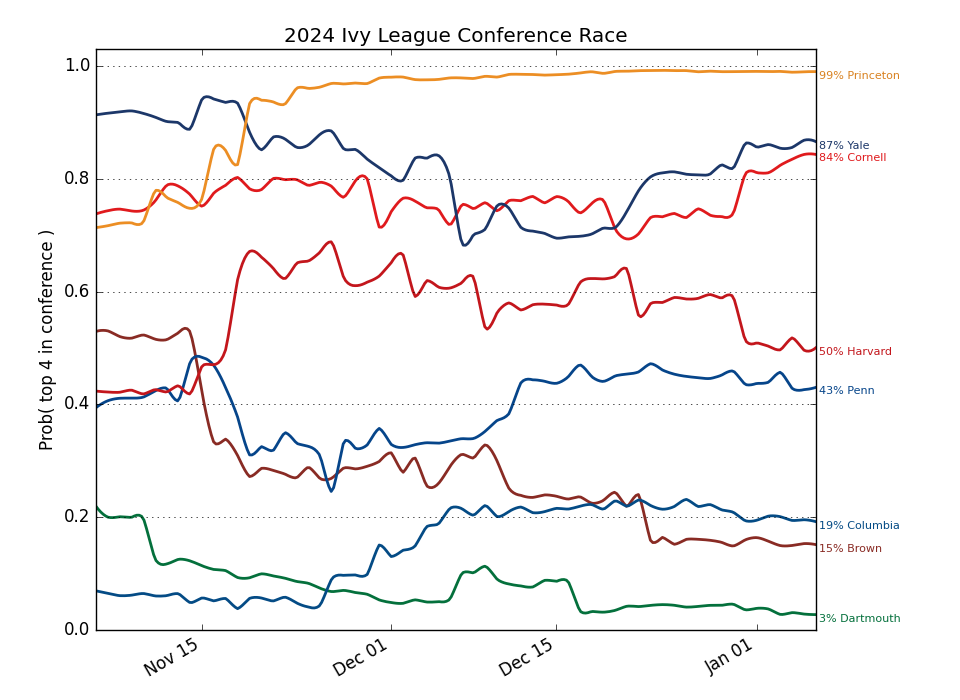 2024 Ivy League Conference Race
Prob( top 4 in conference )
1.0
0.8
0.6
0.4
0.2
0.0
Nov 15
Dec 01
Dec 15
Jan 01
99% Princeton
87% Yale
84% Cornell
50% Harvard
43% Penn
19% Columbia
15% Brown
3% Dartmouth